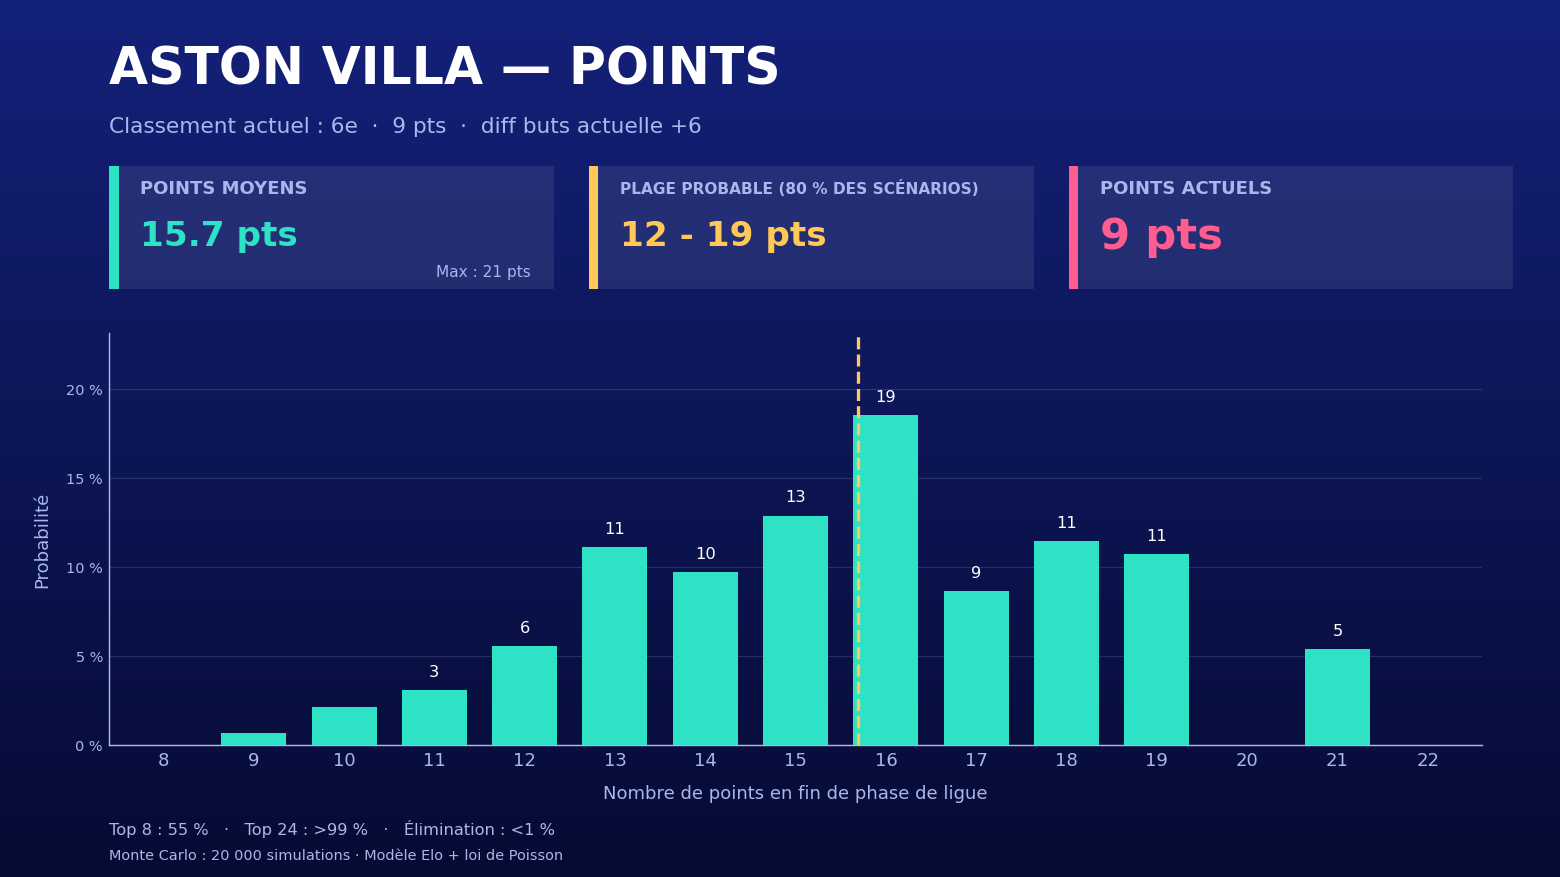 ASTON VILLA — POINTS
Classement actuel : 6e · 9 pts · diff buts actuelle +6
POINTS MOYENS
15.7 pts
Max : 21 pts
PLAGE PROBABLE (80 % DES SCÉNARIOS)
12 - 19 pts
POINTS ACTUELS
9 pts
Probabilité
20 %
15 %
10 %
5 %
0 %
3
6
11
10
13
19
9
11
11
5
8 9 10 11 12 13 14 15 16 17 18 19 20 21 22
Nombre de points en fin de phase de ligue
Top 8 : 55 % · Top 24 : >99 % · Élimination : <1 %
Monte Carlo : 20 000 simulations · Modèle Elo + loi de Poisson